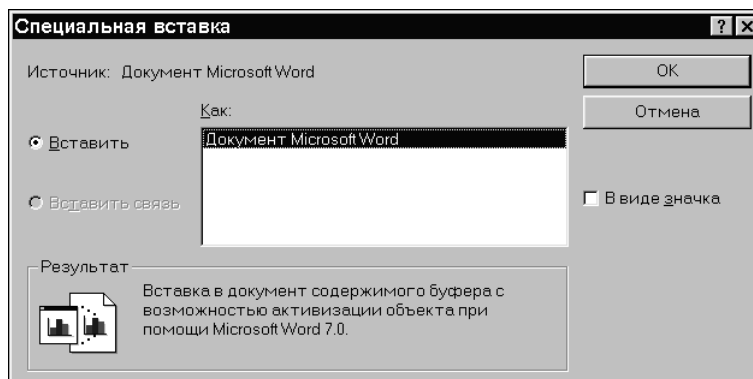 Специальная вставка
Источник: Документ Microsoft Word
ОК
Как:
Отмена
Вставить
Документ Microsoft Word
Вставить связь
В виде значка
Результат
Вставка в документ содержимого буфера с
возможностью активизации объекта при
помощи Microsoft Word 7.0.